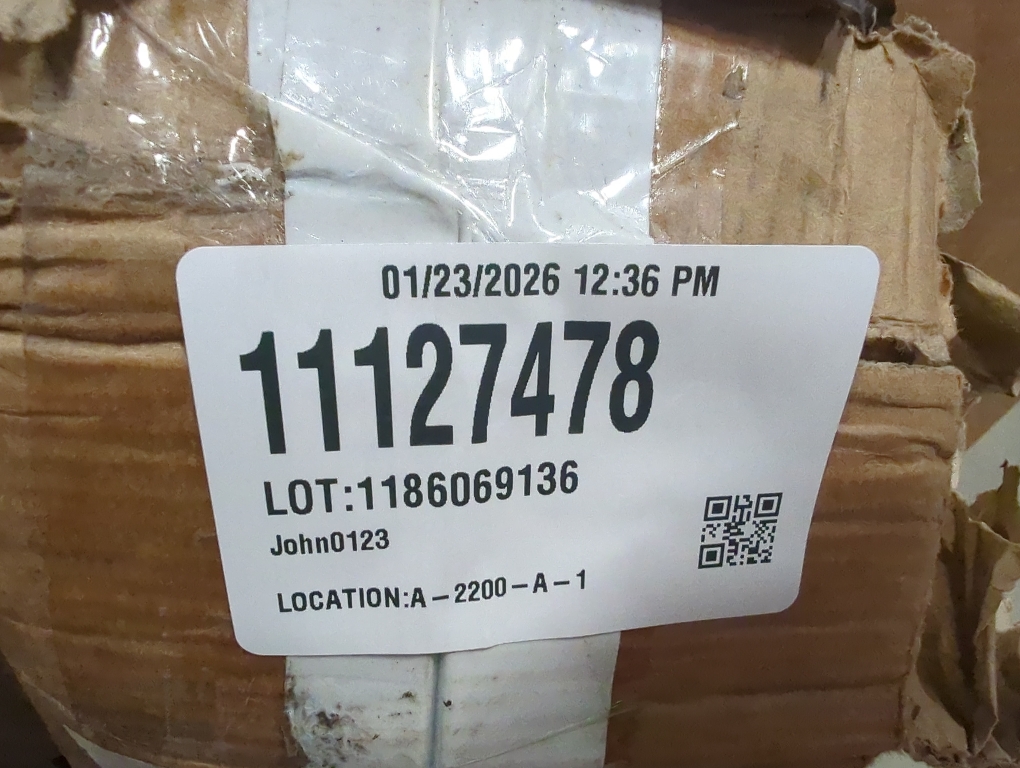 01/23/2026 12:36 PM
11127478
LOT:1186069136
John0123
LOCATION:A-2200-A-1